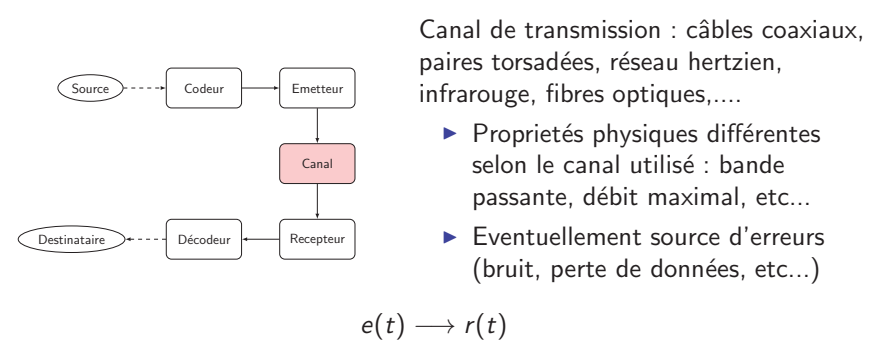 Source
Codeur
Emetteur
Canal
Destinataire
Décodeur
Recepteur
Canal de transmission : câbles coaxiaux,
paires torsadées, réseau hertzien,
infrarouge, fibres optiques,....
▶ Proprietés physiques différentes
selon le canal utilisé : bande
passante, débit maximal, etc...
▶ Eventuellement source d'erreurs
(bruit, perte de données, etc...)
e(t) ⟶ r(t)